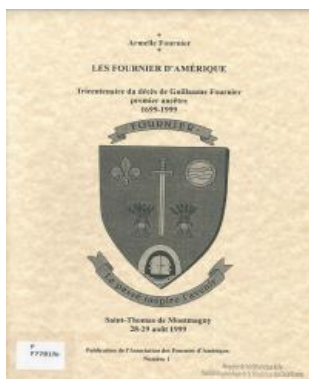 *
Armelle Fournier
*
LES FOURNIER D'AMÉRIQUE
Tricentenaire du décès de Guillaume Fournier
premier ancêtre
1699-1999
FOURNIER
Le passé inspire l'avenir
Saint-Thomas de Montmagny
28-29 août 1999
Publication de l'Association des Fournier d'Amérique
Numéro 1